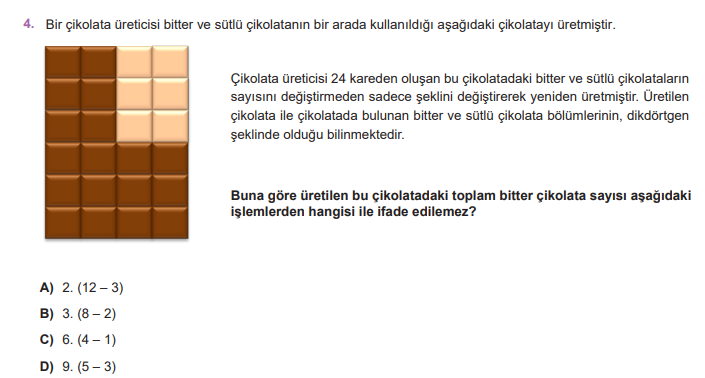 4. Bir çikolata üreticisi bitter ve sütlü çikolatanın bir arada kullanıldığı aşağıdaki çikolatayı üretmiştir.
Çikolata üreticisi 24 kareden oluşan bu çikolatadaki bitter ve sütlü çikolataların
sayısını değiştirmeden sadece şeklini değiştirerek yeniden üretmiştir. Üretilen
çikolata ile çikolatada bulunan bitter ve sütlü çikolata bölümlerinin, dikdörtgen
şeklinde olduğu bilinmektedir.
Buna göre üretilen bu çikolatadaki toplam bitter çikolata sayısı aşağıdaki
işlemlerden hangisi ile ifade edilemez?
A) 2. (12 – 3)
B) 3. (8 – 2)
C) 6. (4 – 1)
D) 9. (5 – 3)